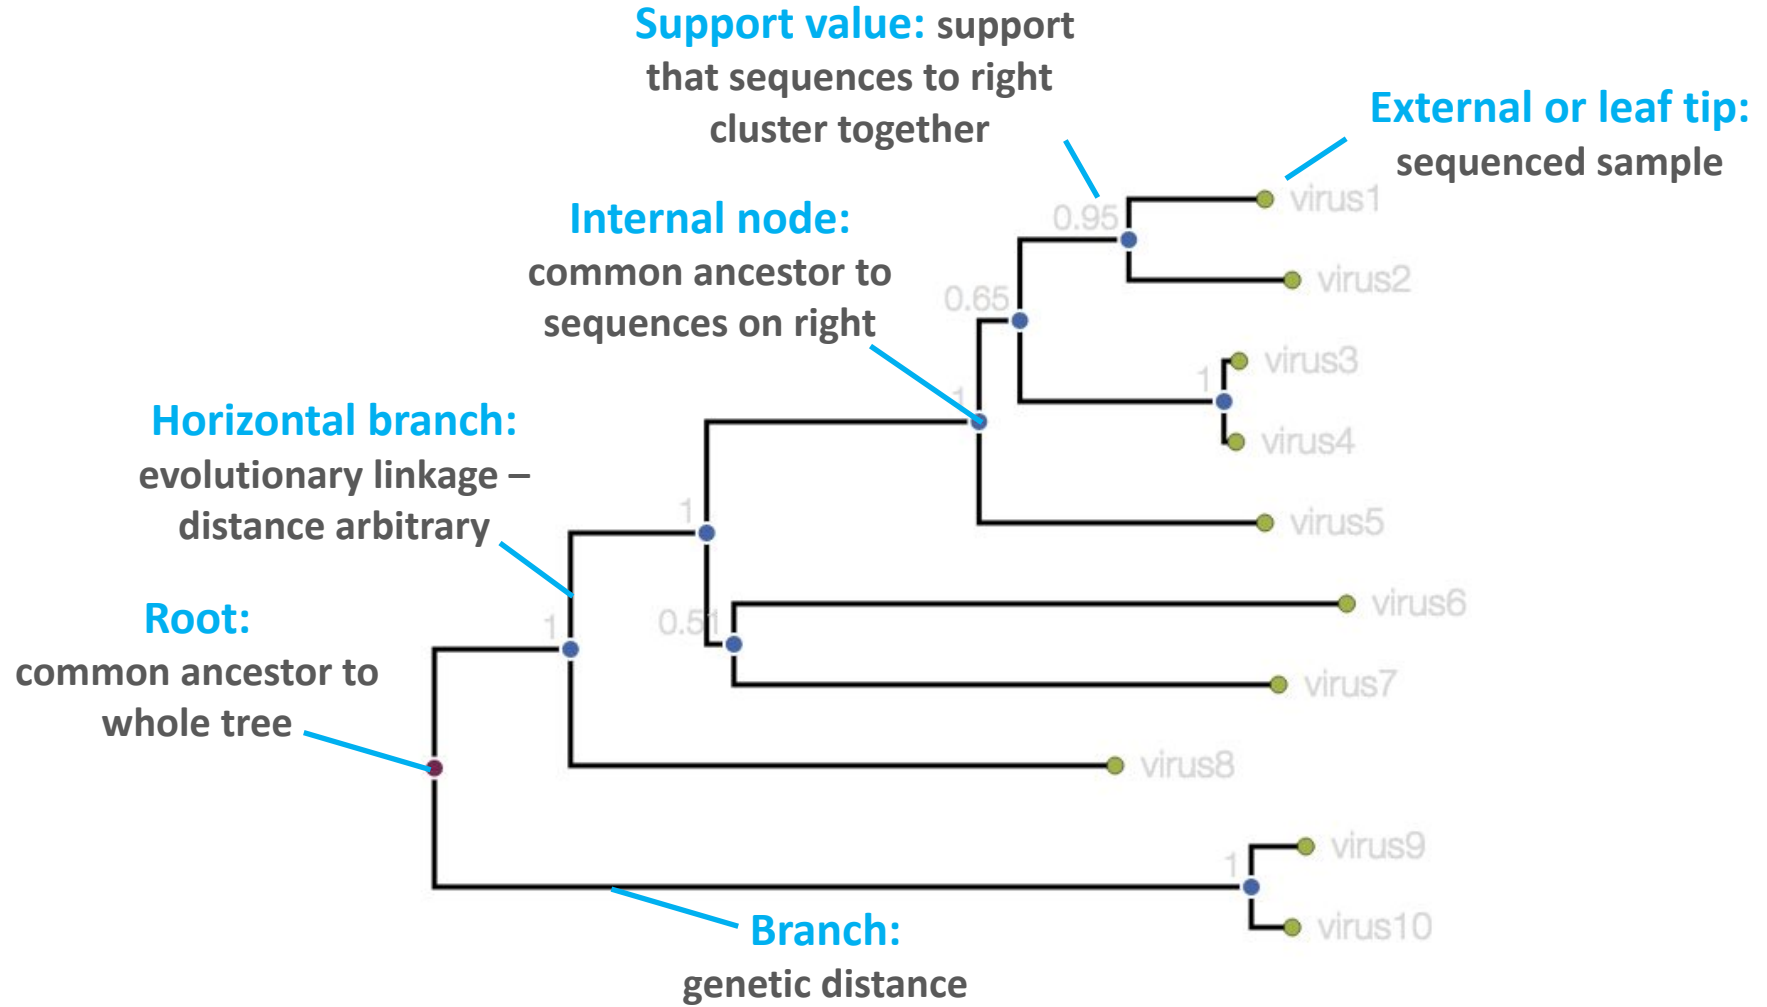 Support value: support
that sequences to right
cluster together
External or leaf tip:
sequenced sample
Internal node:
common ancestor to
sequences on right
Horizontal branch:
evolutionary linkage –
distance arbitrary
Root:
common ancestor to
whole tree
Branch:
genetic distance
0.95
virus1
virus2
0.65
1
virus3
virus4
1
virus5
1
0.51
virus6
virus7
1
virus8
1
virus9
virus10